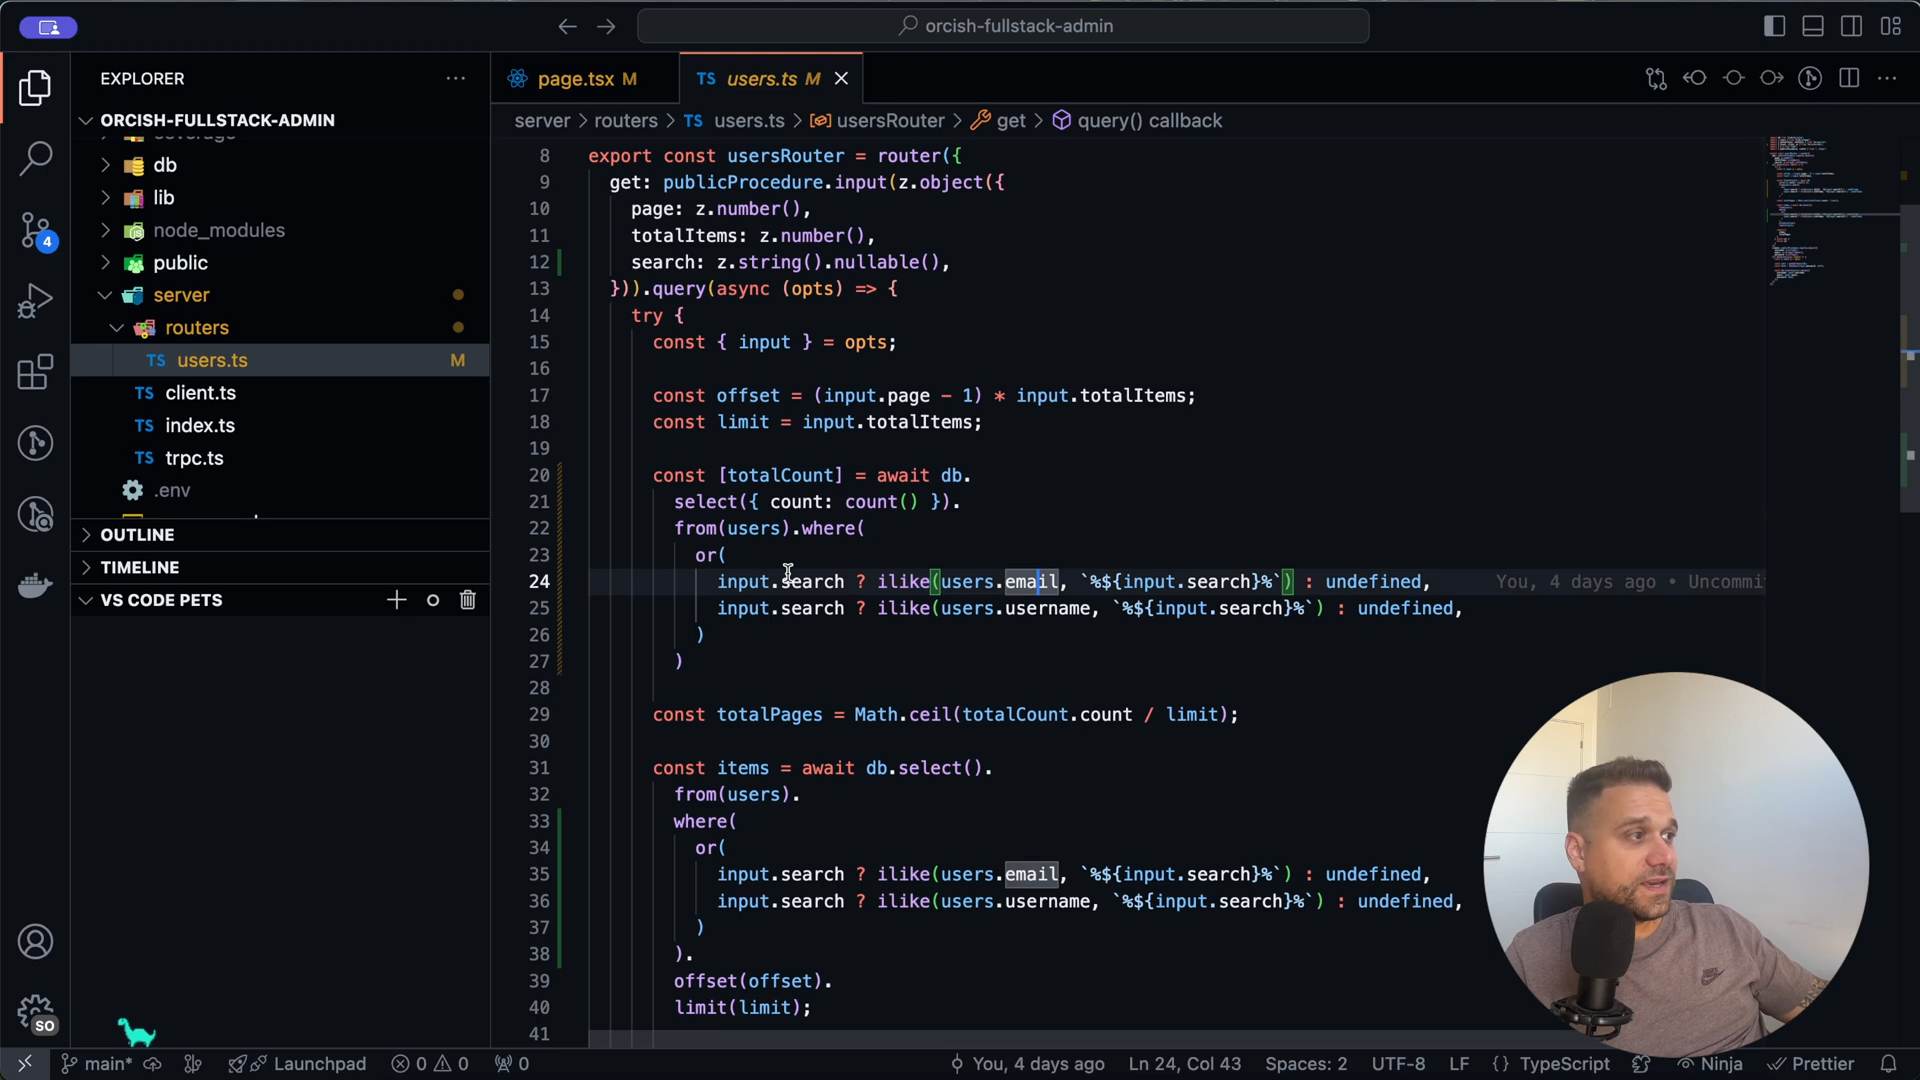 orcish-fullstack-admin
EXPLORER
ORCISH-FULLSTACK-ADMIN
coverage
db
lib
node_modules
public
server
routers
TS users.ts M
TS client.ts
TS index.ts
TS trpc.ts
.env
OUTLINE
TIMELINE
VS CODE PETS
4
SO
page.tsx M
TS users.ts M
server > routers > TS users.ts > usersRouter > get > query() callback
8 export const usersRouter = router({
9 get: publicProcedure.input(z.object({
10 page: z.number(),
11 totalItems: z.number(),
12 search: z.string().nullable(),
13 })).query(async (opts) => {
14 try {
15 const { input } = opts;
16
17 const offset = (input.page - 1) * input.totalItems;
18 const limit = input.totalItems;
19
20 const [totalCount] = await db.
21 select({ count: count() }).
22 from(users).where(
23 or(
24 input.search ? ilike(users.email, `%${input.search}%`) : undefined, You, 4 days ago • Uncommi
25 input.search ? ilike(users.username, `%${input.search}%`) : undefined,
26 )
27 )
28
29 const totalPages = Math.ceil(totalCount.count / limit);
30
31 const items = await db.select().
32 from(users).
33 where(
34 or(
35 input.search ? ilike(users.email, `%${input.search}%`) : undefined,
36 input.search ? ilike(users.username, `%${input.search}%`) : undefined,
37 )
38 ).
39 offset(offset).
40 limit(limit);
41
main* Launchpad 0 0 0 You, 4 days ago Ln 24, Col 43 Spaces: 2 UTF-8 LF {} TypeScript Ninja Prettier